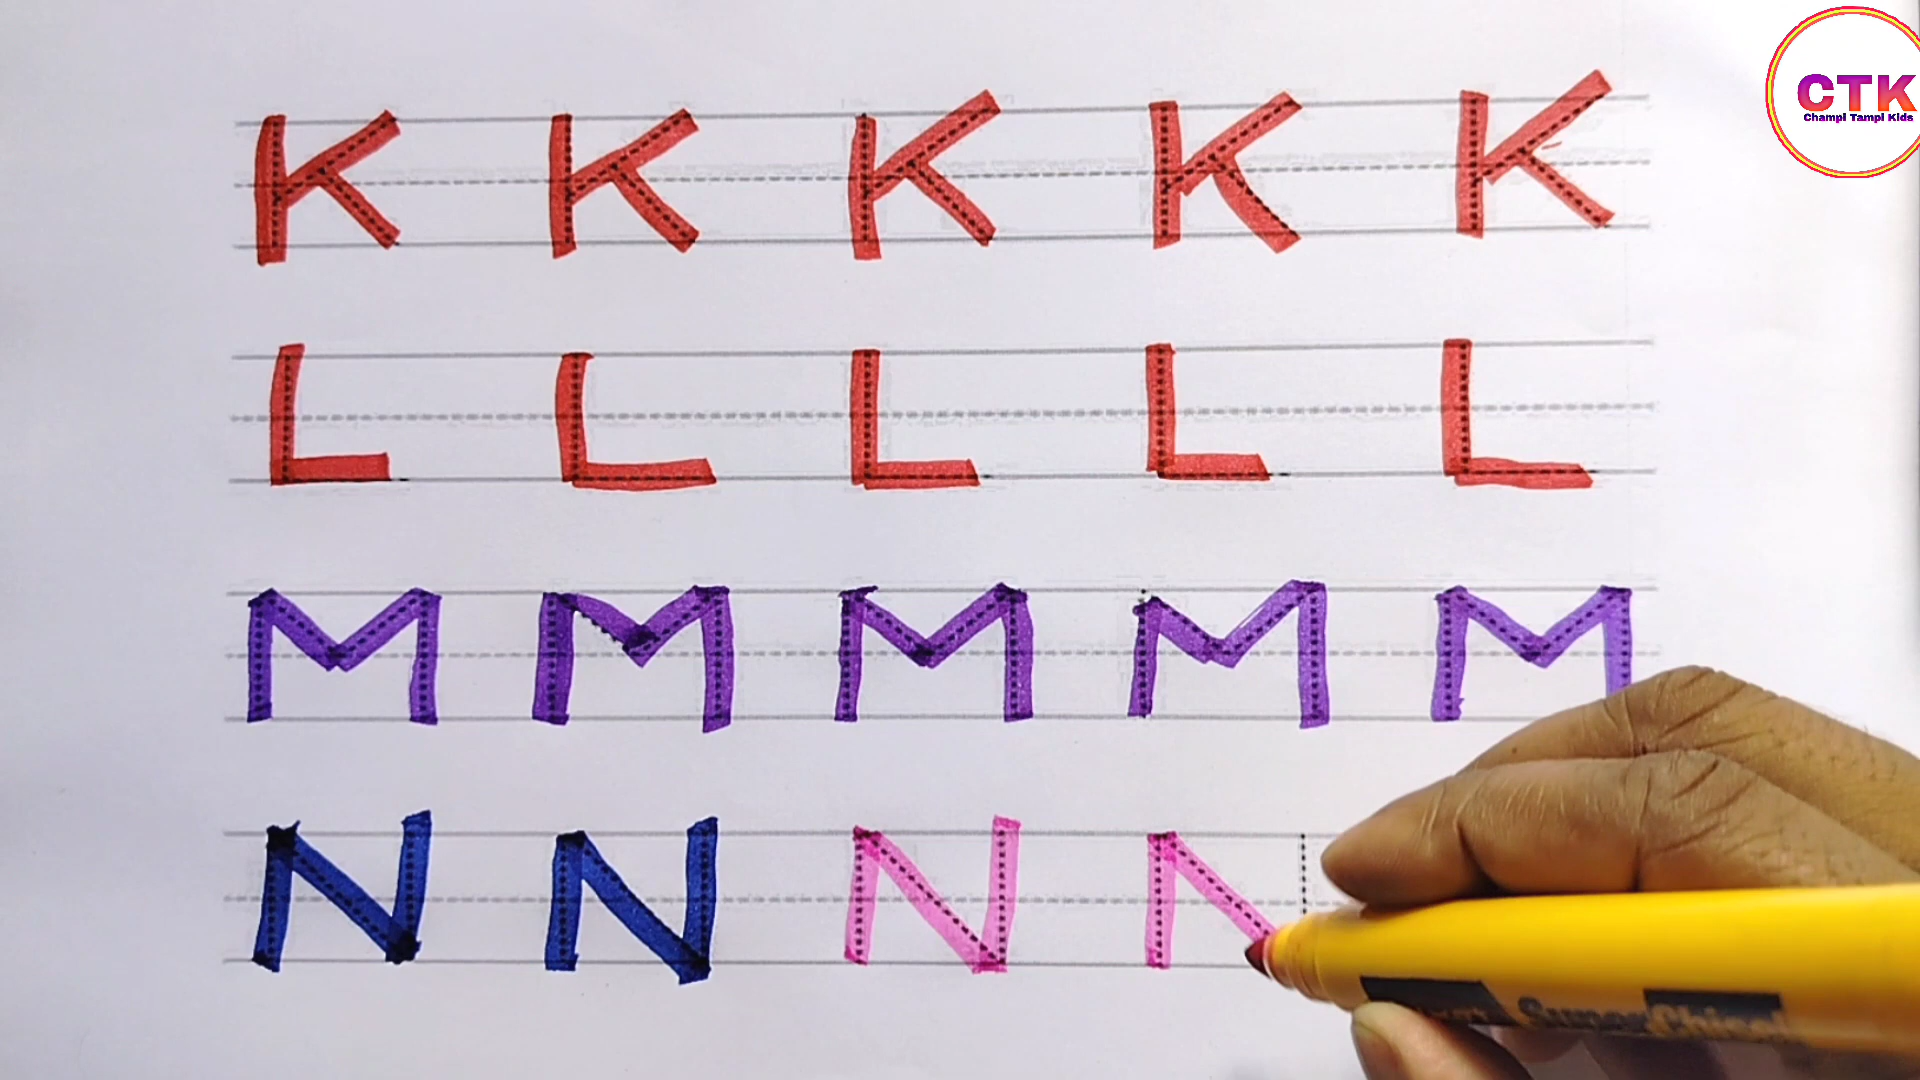 CTK
Champi Tampi Kids
K K K K K
L L L L L
M M M M M
N N N N